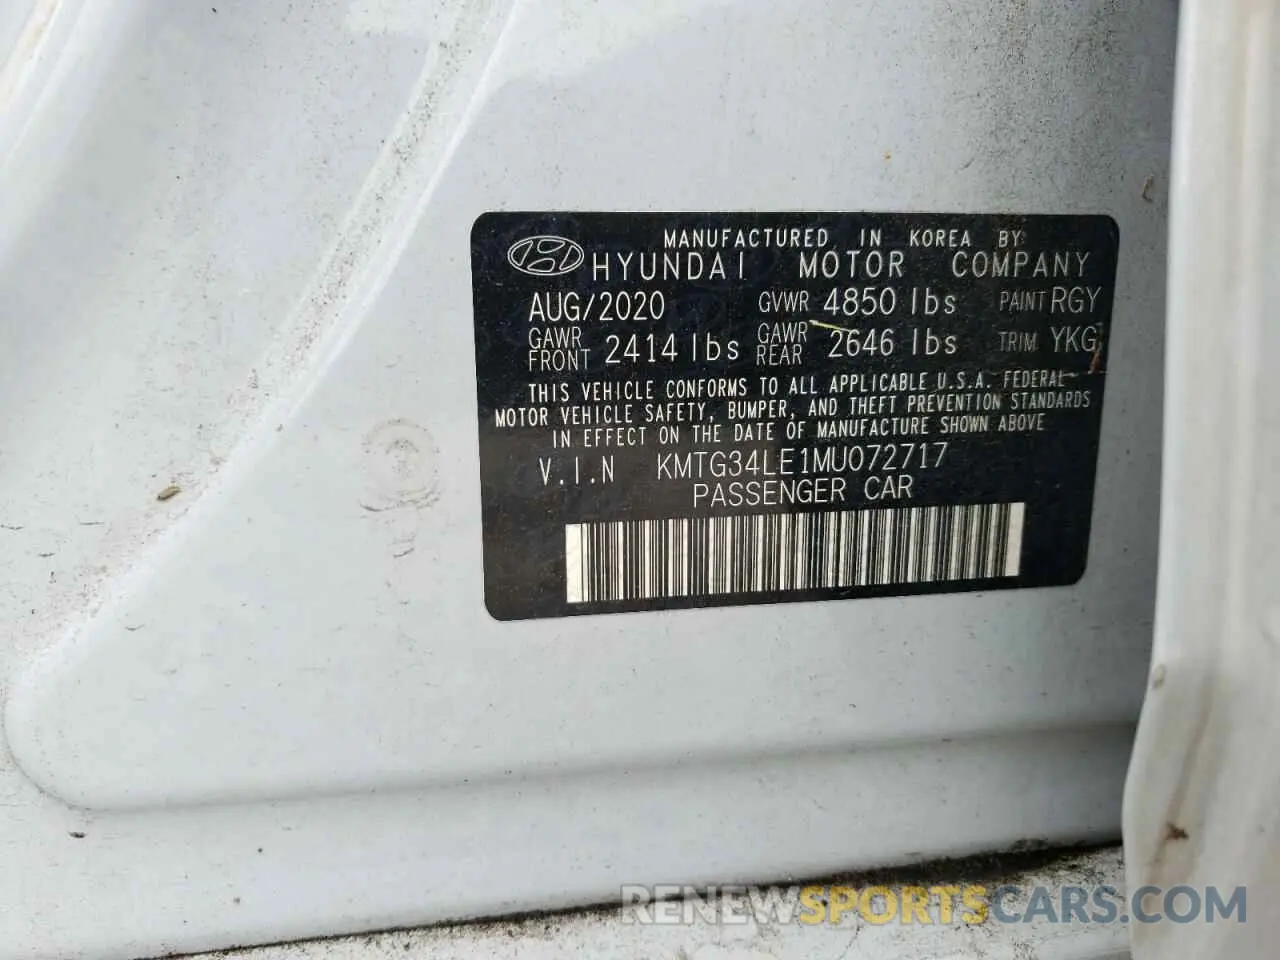 MANUFACTURED IN KOREA BY
HYUNDAI MOTOR COMPANY
AUG/2020 GVWR 4850 lbs PAINT RGY
GAWR FRONT 2414 lbs GAWR REAR 2646 lbs TRIM YKG
THIS VEHICLE CONFORMS TO ALL APPLICABLE U.S.A. FEDERAL
MOTOR VEHICLE SAFETY, BUMPER, AND THEFT PREVENTION STANDARDS
IN EFFECT ON THE DATE OF MANUFACTURE SHOWN ABOVE
V.I.N KMTG34LE1MU072717
PASSENGER CAR
RENEWSPORTSCARS.COM